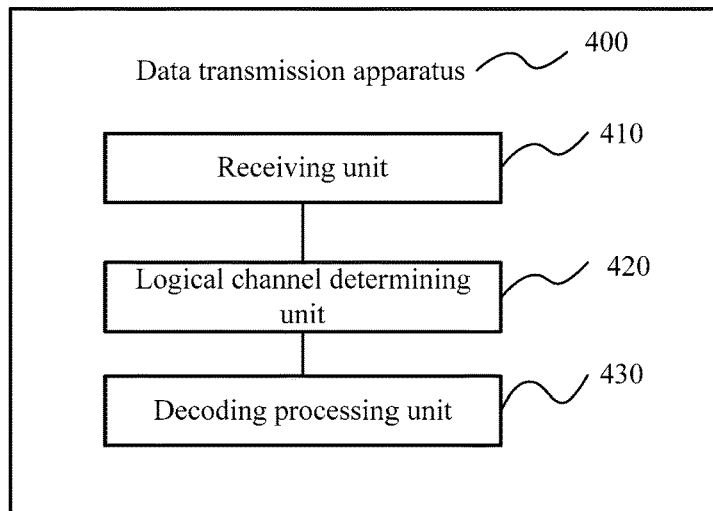 Data transmission apparatus 400
410
Receiving unit
420
Logical channel determining
unit
430
Decoding processing unit